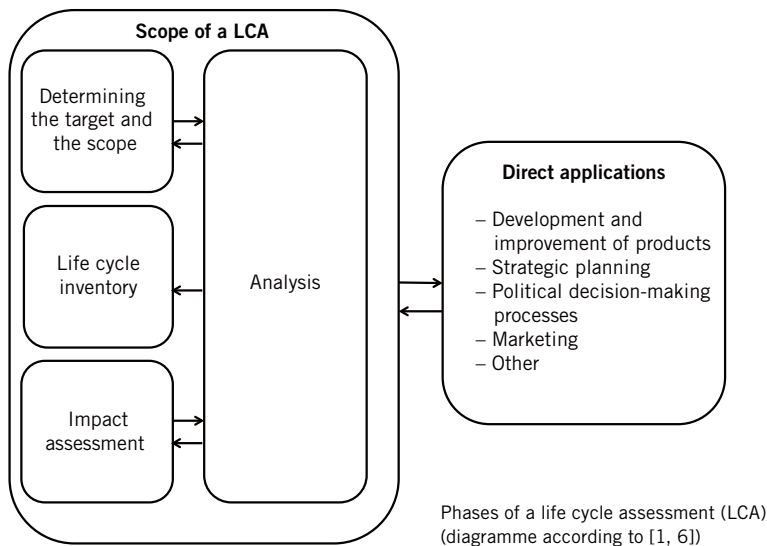 Scope of a LCA
Determining
the target and
the scope
Life cycle
inventory
Impact
assessment
Analysis
Direct applications
– Development and
improvement of products
– Strategic planning
– Political decision-making
processes
– Marketing
– Other
Phases of a life cycle assessment (LCA)
(diagramme according to [1, 6])